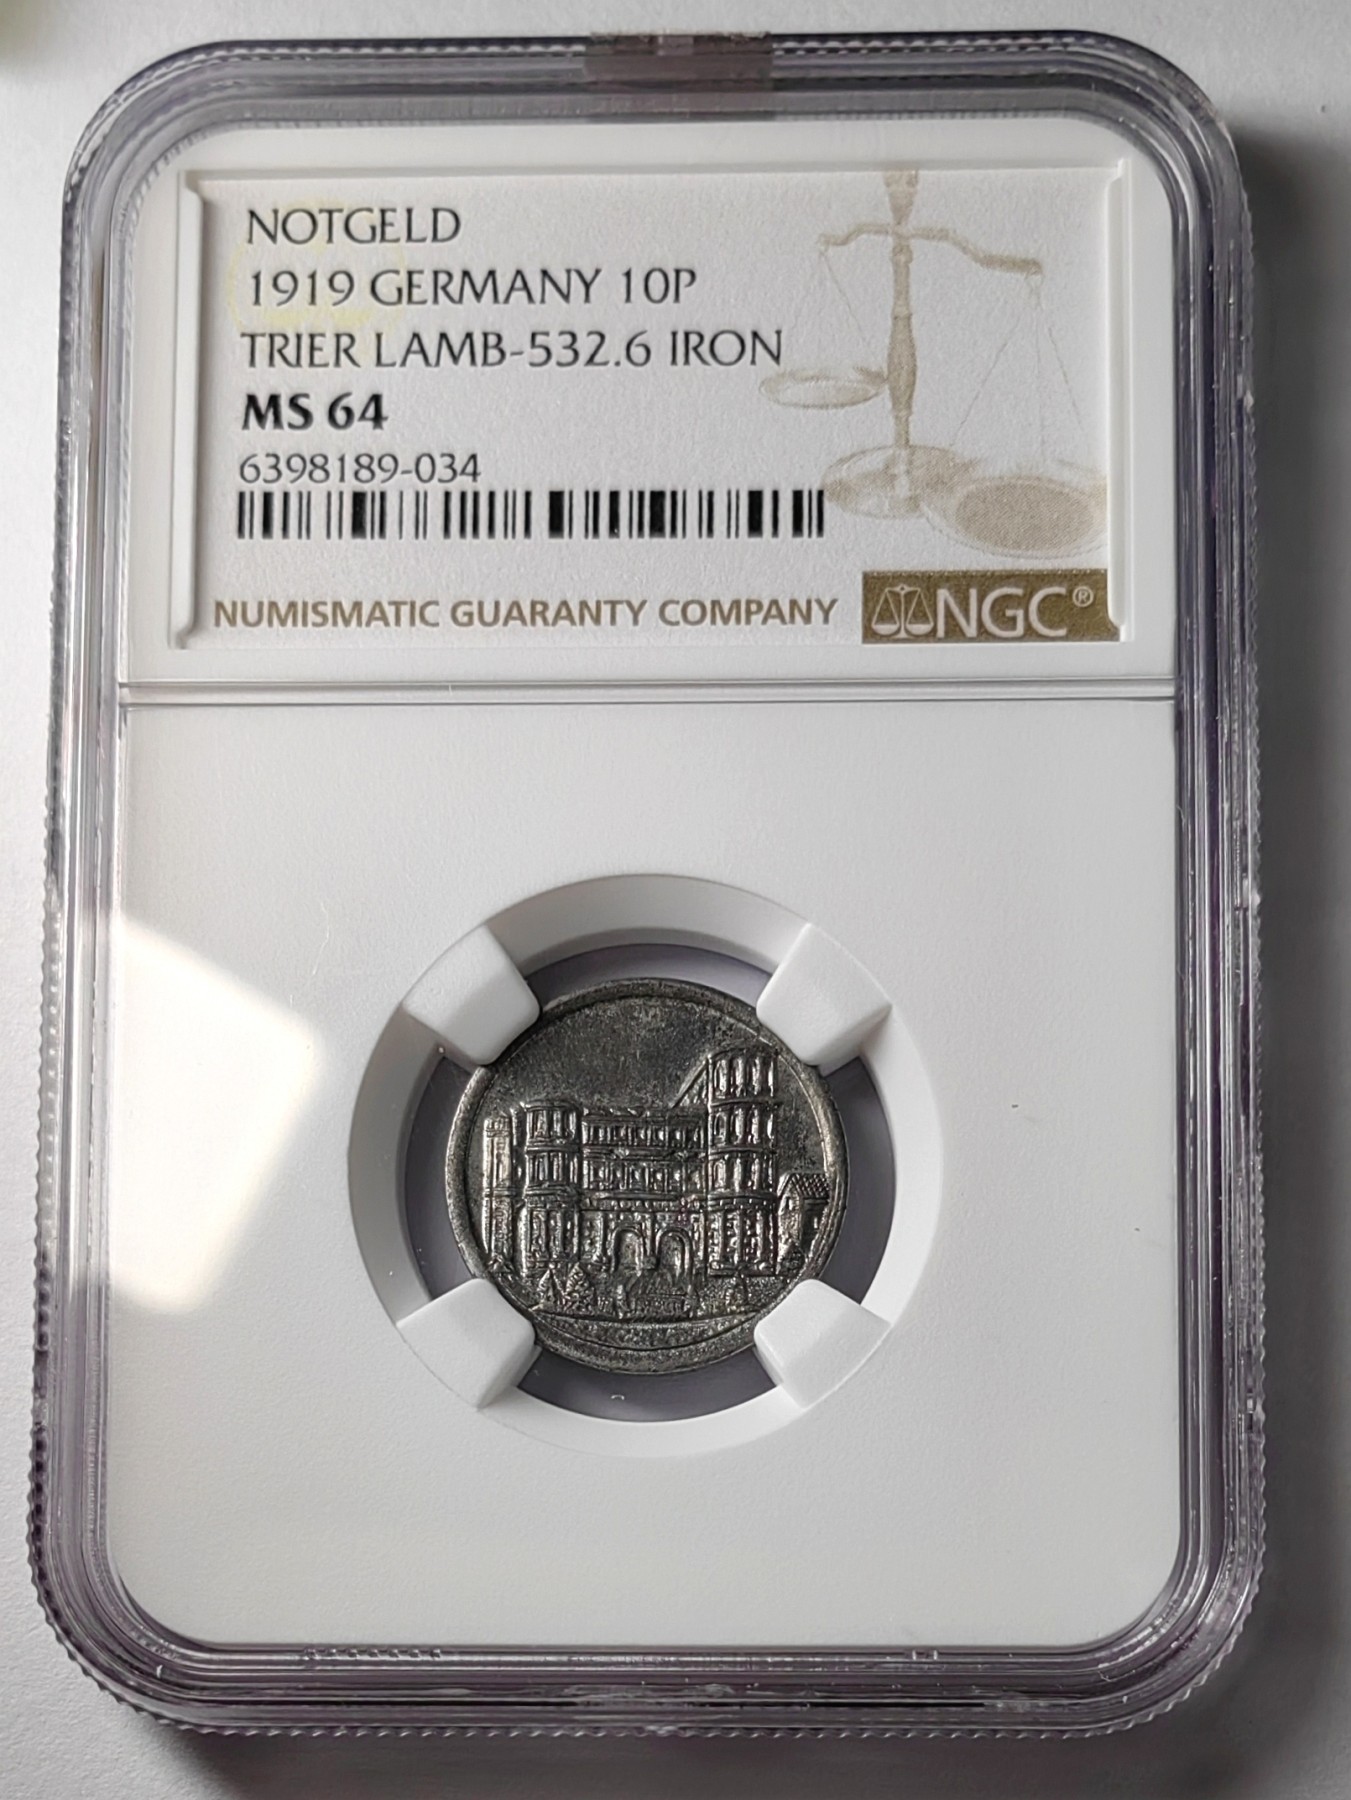 NOTGELD
1919 GERMANY 10P
TRIER LAMB-532.6 IRON
MS 64
6398189-034
NUMISMATIC GUARANTY COMPANY
NGC®